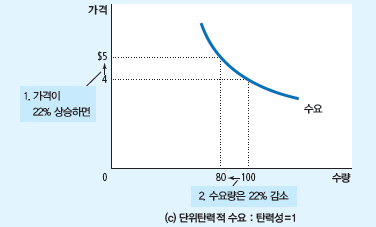 가격
$5
4
1. 가격이
22% 상승하면
수요
0
80
100
수량
2. 수요량은 22% 감소
(c) 단위탄력적 수요 : 탄력성=1